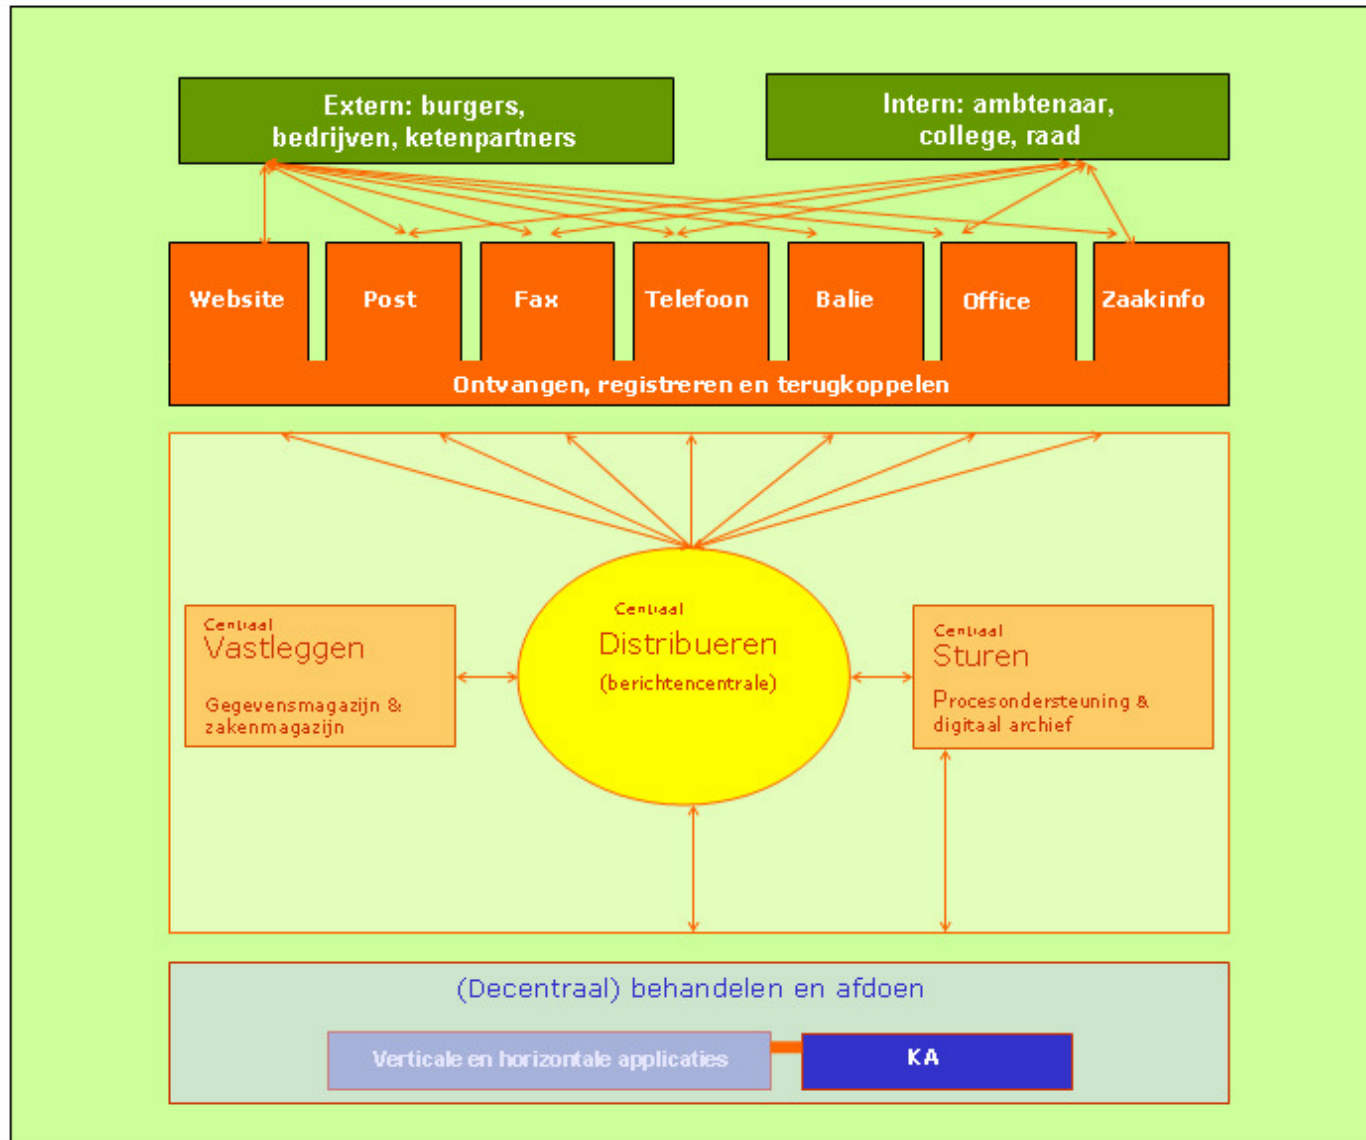 Extern: burgers,
bedrijven, ketenpartners
Intern: ambtenaar,
college, raad
Website
Post
Fax
Telefoon
Balie
Office
Zaakinfo
Ontvangen, registreren en terugkoppelen
Centraal
Vastleggen
Gegevensmagazijn &
zakenmagazijn
Centraal
Distribueren
(berichtencentrale)
Centraal
Sturen
Procesondersteuning &
digitaal archief
(Decentraal) behandelen en afdoen
Verticale en horizontale applicaties
KA